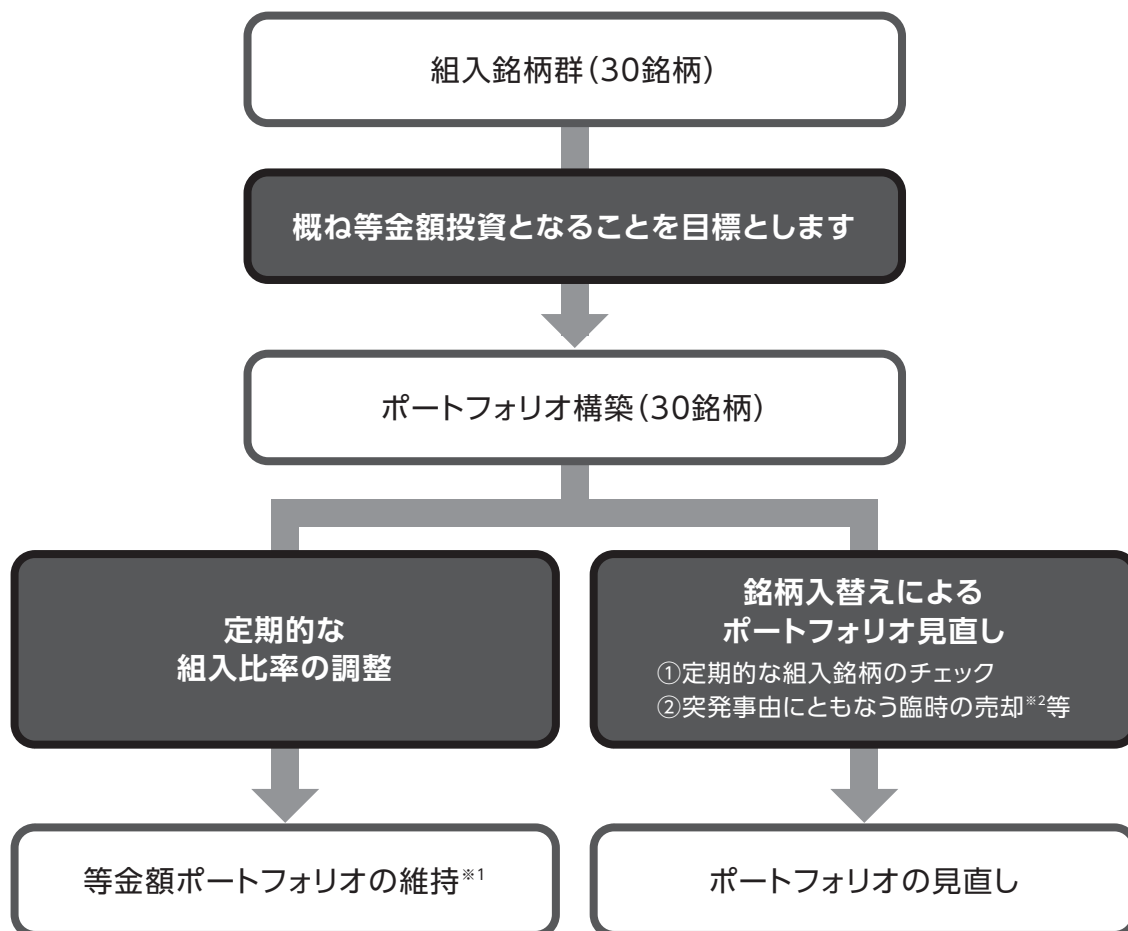 組入銘柄群(30銘柄)
概ね等金額投資となることを目標とします
ポートフォリオ構築(30銘柄)
定期的な
組入比率の調整
銘柄入替えによる
ポートフォリオ見直し
①定期的な組入銘柄のチェック
②突発事由にともなう臨時の売却※2等
等金額ポートフォリオの維持※1
ポートフォリオの見直し